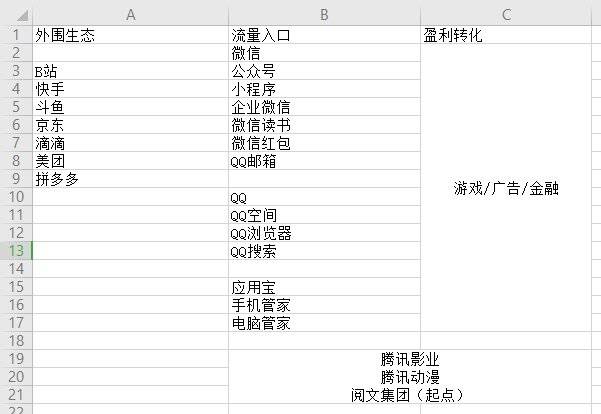 A B C
1 外围生态 流量入口 盈利转化
2 微信
3 B站 公众号
4 快手 小程序
5 斗鱼 企业微信
6 京东 微信读书
7 滴滴 微信红包
8 美团 QQ邮箱
9 拼多多
游戏/广告/金融
10 QQ
11 QQ空间
12 QQ浏览器
13 QQ搜索
14
15 应用宝
16 手机管家
17 电脑管家
18
19 腾讯影业
20 腾讯动漫
21 阅文集团（起点）
22